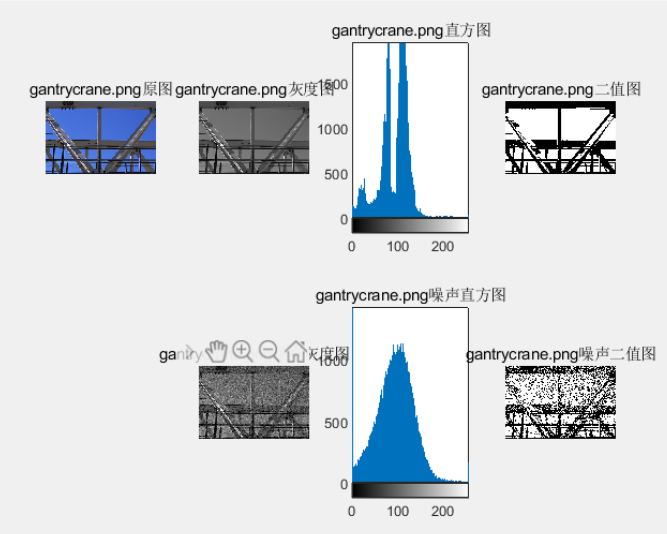 gantrycrane.png原图
gantrycrane.png灰度图
gantrycrane.png直方图
1500
1000
500
0
0 100 200
gantrycrane.png二值图
灰度图
gantrycrane.png噪声直方图
1000
500
0
0 100 200
gantrycrane.png噪声二值图